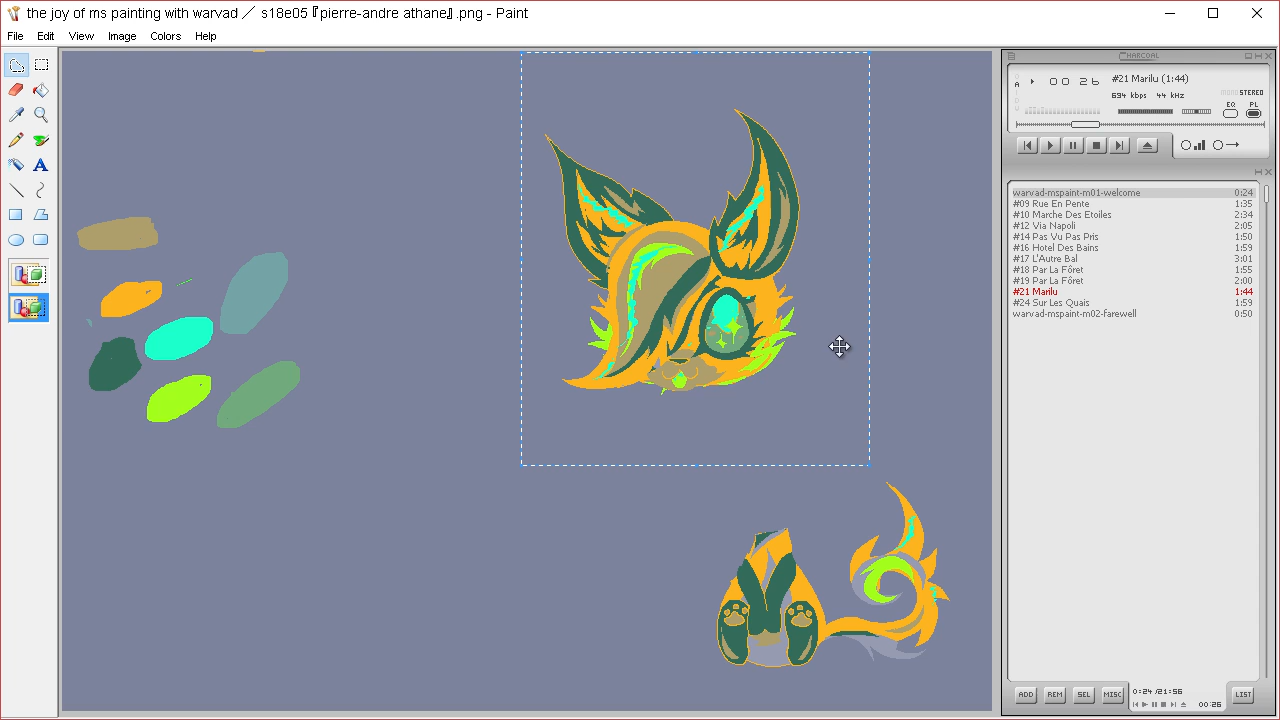 the joy of ms painting with warvad ／ s18e05『pierre-andre athane』.png - Paint
File Edit View Image Colors Help
CHARCOAL
#21 Marilu (1:44)
00 26
694 kbps 44 kHz
MONO STEREO
EQ PL
warvad-mspaint-m01-welcome 0:24
#09 Rue En Pente 1:35
#10 Marche Des Etoiles 2:34
#12 Via Napoli 2:05
#14 Pas Vu Pas Pris 1:50
#16 Hotel Des Bains 1:59
#17 L'Autre Bal 3:01
#18 Par La Fôret 1:55
#19 Par La Fôret 2:00
#21 Marilu 1:44
#24 Sur Les Quais 1:59
warvad-mspaint-m02-farewell 0:50
ADD REM SEL MISC
0:24/21:56
00:26
LIST